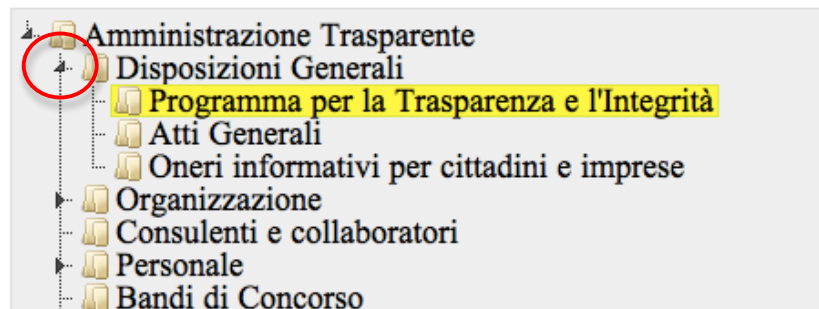 Amministrazione Trasparente
Disposizioni Generali
Programma per la Trasparenza e l'Integrità
Atti Generali
Oneri informativi per cittadini e imprese
Organizzazione
Consulenti e collaboratori
Personale
Bandi di Concorso